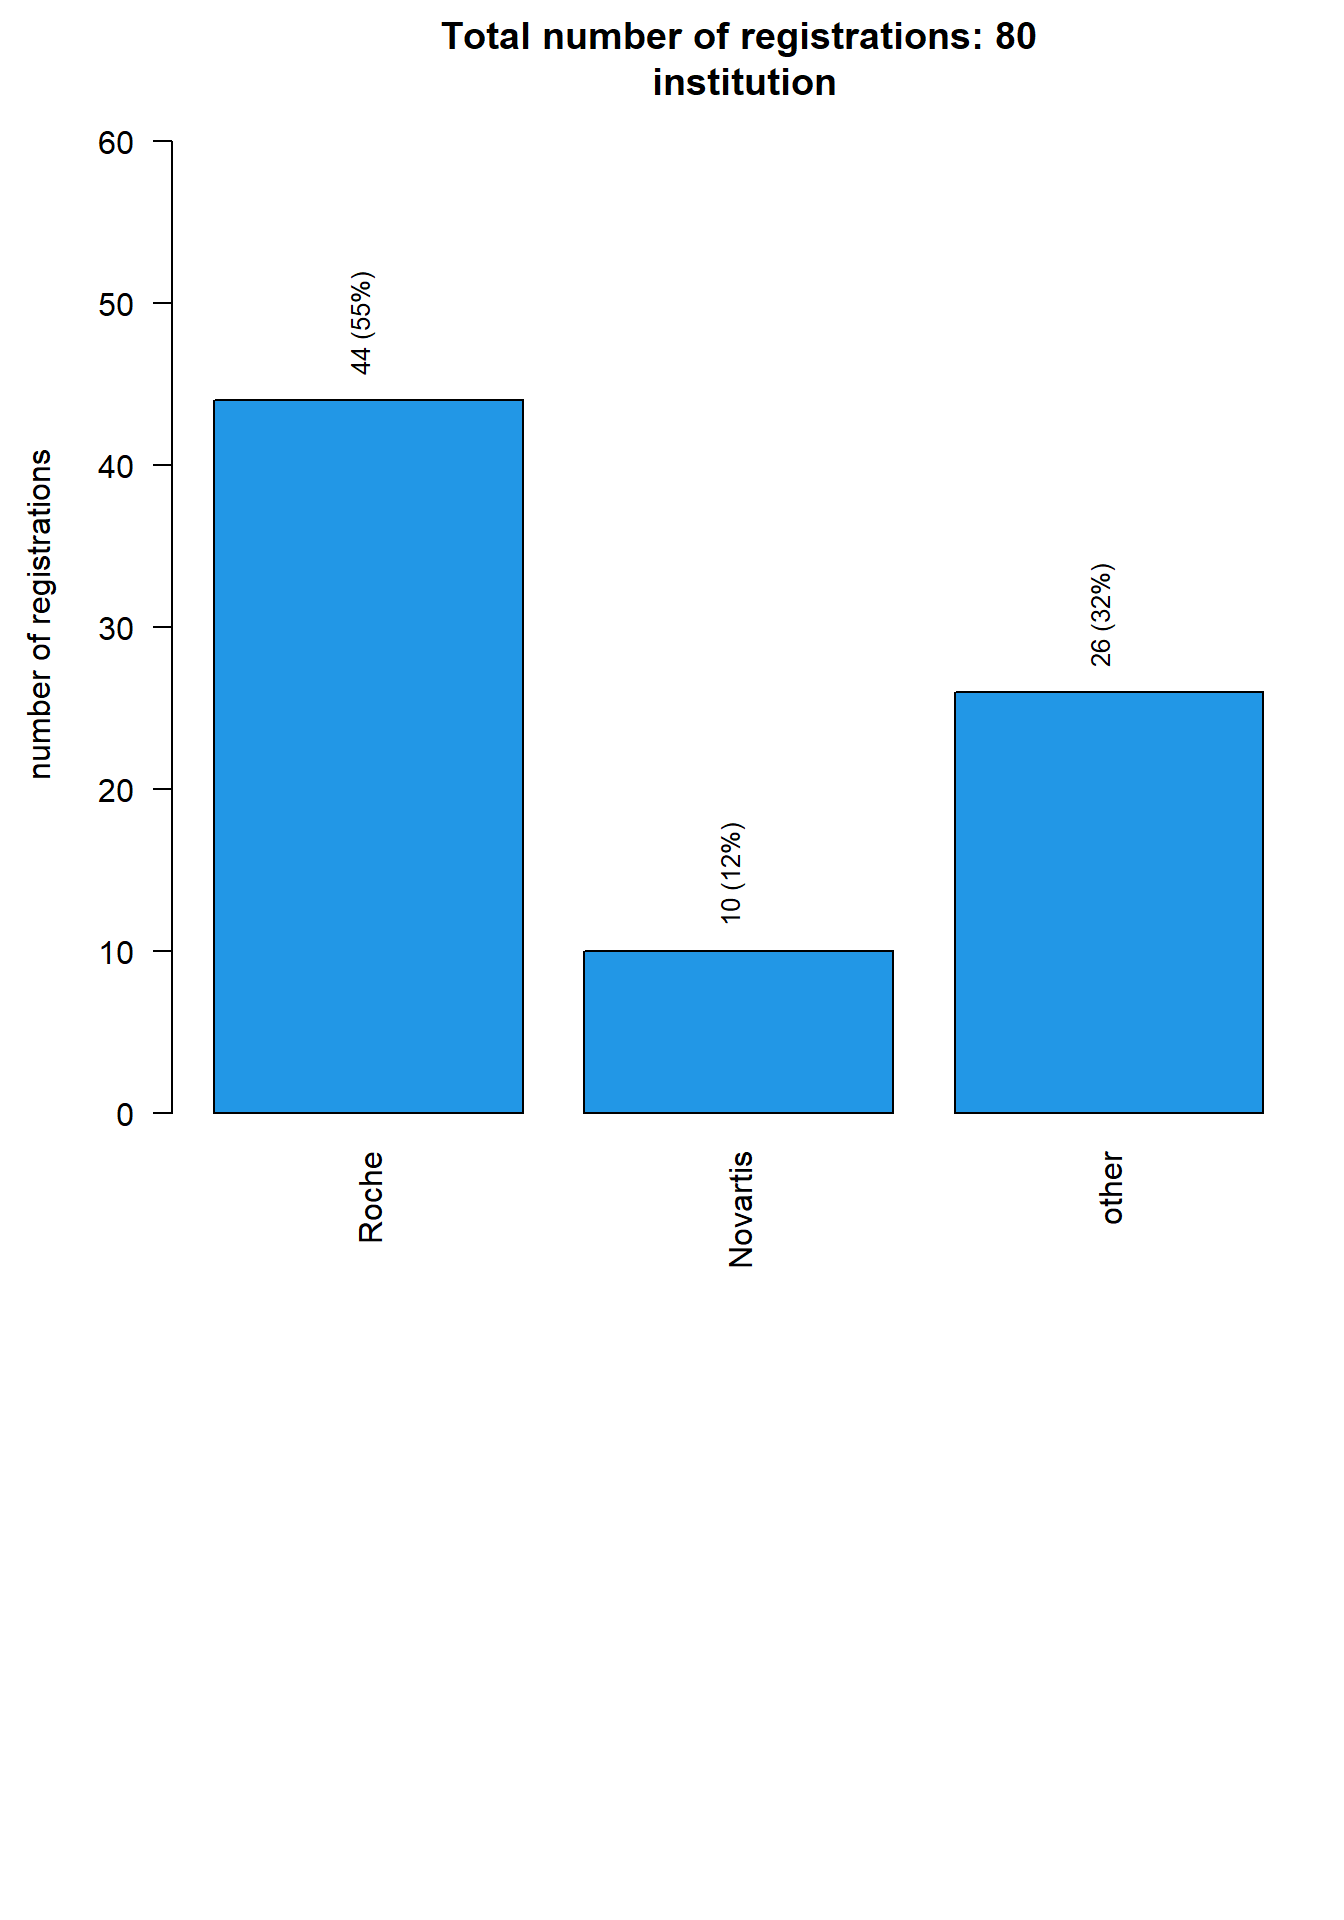 Total number of registrations: 80
institution
number of registrations
60
50
40
30
20
10
0
44 (55%)
10 (12%)
26 (32%)
Roche
Novartis
other